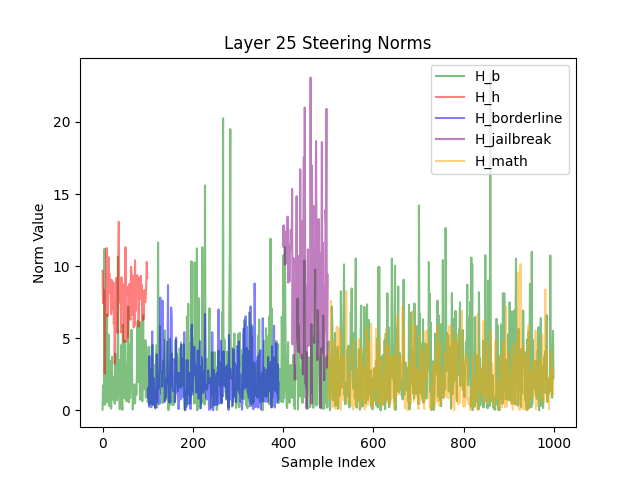 Layer 25 Steering Norms
H_b
H_h
H_borderline
H_jailbreak
H_math
Norm Value
20
15
10
5
0
0
200
400
600
800
1000
Sample Index